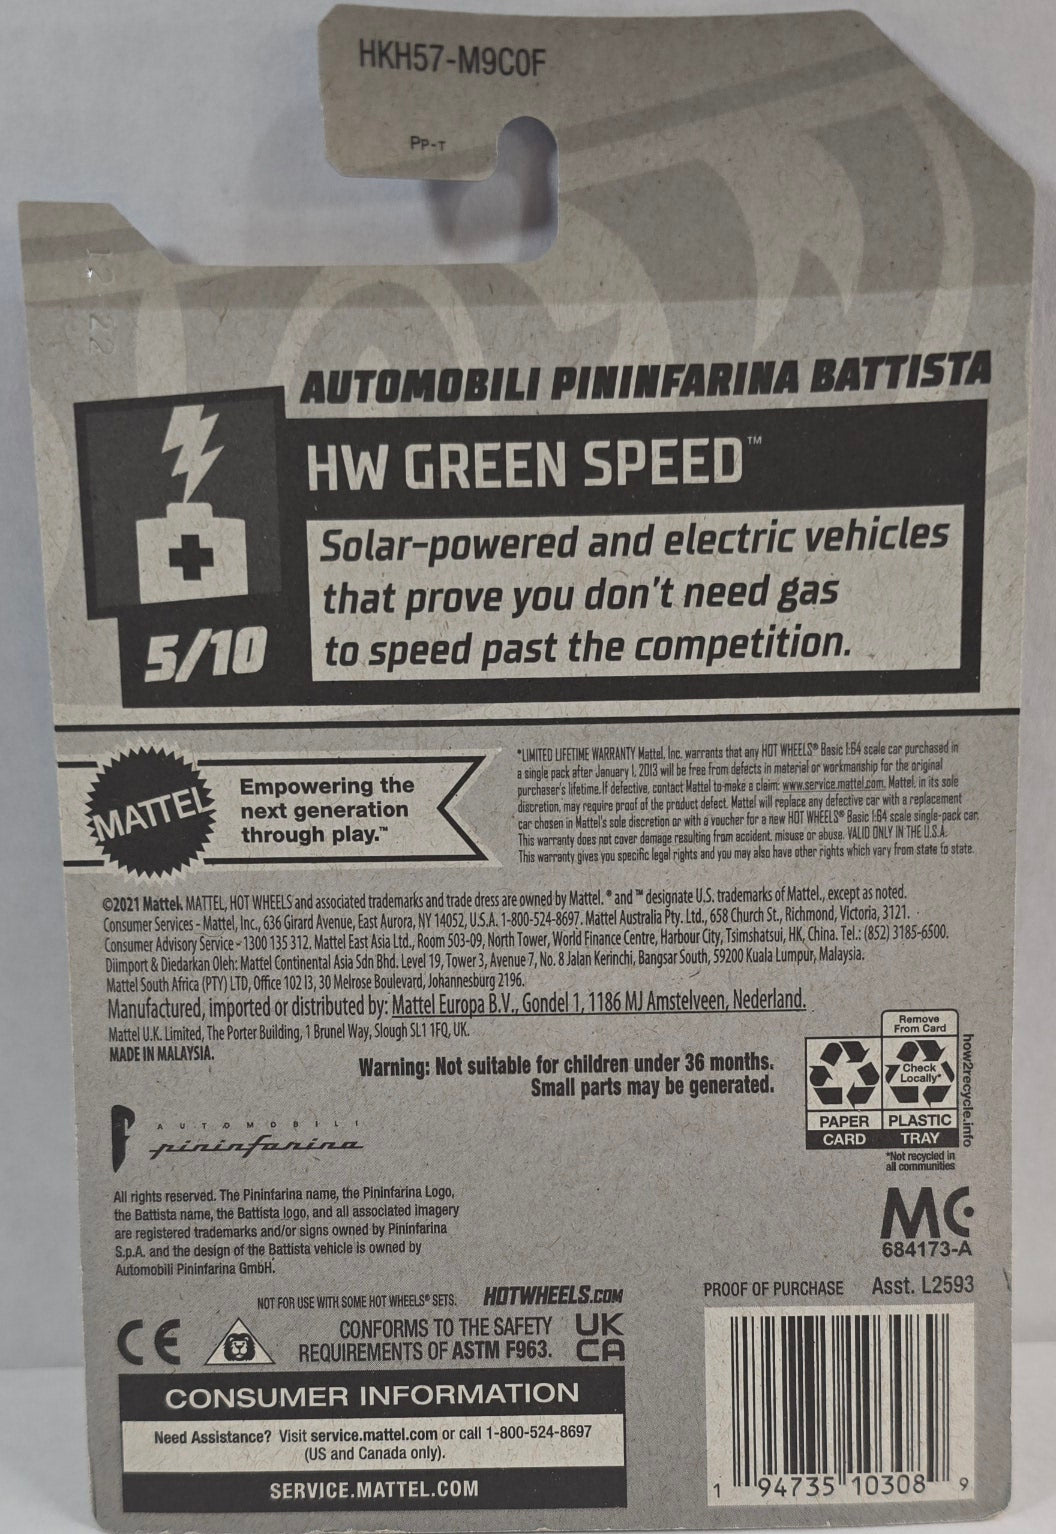 HKH57-M9C0F
PP-T
12 22
AUTOMOBILI PININFARINA BATTISTA
HW GREEN SPEED™
Solar-powered and electric vehicles
that prove you don't need gas
to speed past the competition.
5/10
MATTEL
Empowering the
next generation
through play.™
*LIMITED LIFETIME WARRANTY Mattel, Inc. warrants that any HOT WHEELS® Basic 1:64 scale car purchased in
a single pack after January 1, 2013 will be free from defects in material or workmanship for the original
purchaser's lifetime. If defective, contact Mattel to make a claim: www.service.mattel.com. Mattel, in its sole
discretion, may require proof of the product defect. Mattel will replace any defective car with a replacement
car chosen in Mattel's sole discretion or with a voucher for a new HOT WHEELS® Basic 1:64 scale single-pack car.
This warranty does not cover damage resulting from accident, misuse or abuse. VALID ONLY IN THE U.S.A.
This warranty gives you specific legal rights and you may also have other rights which vary from state to state.
©2021 Mattel. MATTEL, HOT WHEELS and associated trademarks and trade dress are owned by Mattel. ® and ™ designate U.S. trademarks of Mattel., except as noted.
Consumer Services - Mattel, Inc., 636 Girard Avenue, East Aurora, NY 14052, U.S.A. 1-800-524-8697. Mattel Australia Pty. Ltd., 658 Church St., Richmond, Victoria, 3121.
Consumer Advisory Service - 1300 135 312. Mattel East Asia Ltd., Room 503-09, North Tower, World Finance Centre, Harbour City, Tsimshatsui, HK, China. Tel.: (852) 3185-6500.
Diimport & Diedarkan Oleh: Mattel Continental Asia Sdn Bhd. Level 19, Tower 3, Avenue 7, No. 8 Jalan Kerinchi, Bangsar South, 59200 Kuala Lumpur, Malaysia.
Mattel South Africa (PTY) LTD, Office 102 I3, 30 Melrose Boulevard, Johannesburg 2196.
Manufactured, imported or distributed by: Mattel Europa B.V., Gondel 1, 1186 MJ Amstelveen, Nederland.
Mattel U.K. Limited, The Porter Building, 1 Brunel Way, Slough SL1 1FQ, UK.
MADE IN MALAYSIA.
Warning: Not suitable for children under 36 months.
Small parts may be generated.
Remove
From Card
Check
Locally*
PAPER
CARD
PLASTIC
TRAY
how2recycle.info
*Not recycled in
all communities
AUTOMOBILI
pininfarina
All rights reserved. The Pininfarina name, the Pininfarina Logo,
the Battista name, the Battista logo, and all associated imagery
are registered trademarks and/or signs owned by Pininfarina
S.p.A. and the design of the Battista vehicle is owned by
Automobili Pininfarina GmbH.
MC
684173-A
NOT FOR USE WITH SOME HOT WHEELS® SETS.
HOTWHEELS.COM
PROOF OF PURCHASE
Asst. L2593
CE
CONFORMS TO THE SAFETY
REQUIREMENTS OF ASTM F963.
UK
CA
CONSUMER INFORMATION
Need Assistance? Visit service.mattel.com or call 1-800-524-8697
(US and Canada only).
SERVICE.MATTEL.COM
1 94735 10308 9